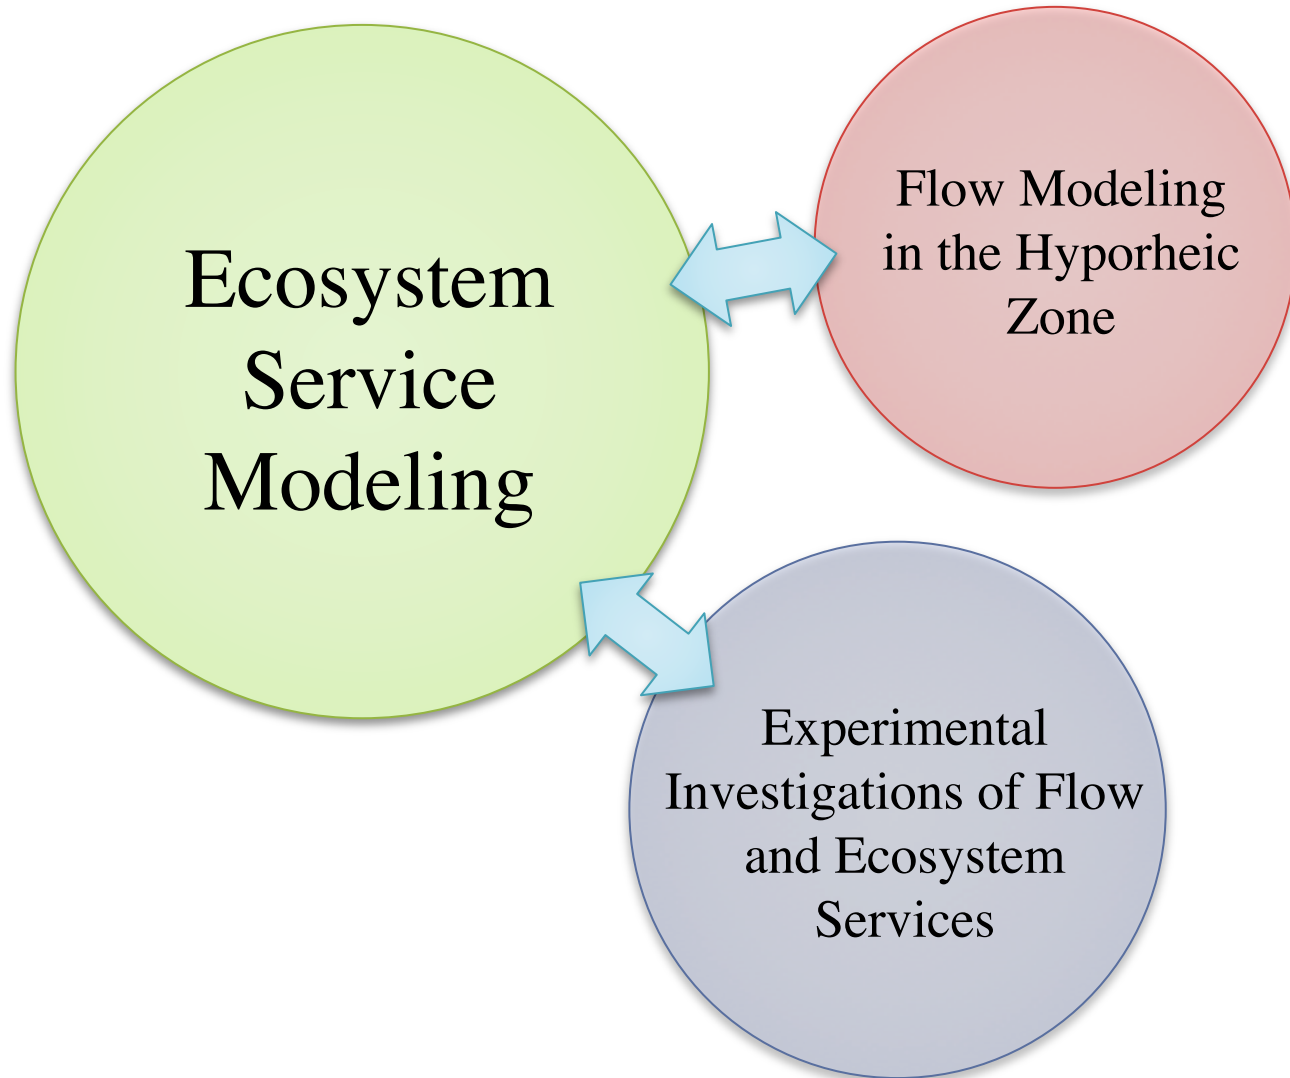 Ecosystem
Service
Modeling
Flow Modeling
in the Hyporheic
Zone
Experimental
Investigations of Flow
and Ecosystem
Services